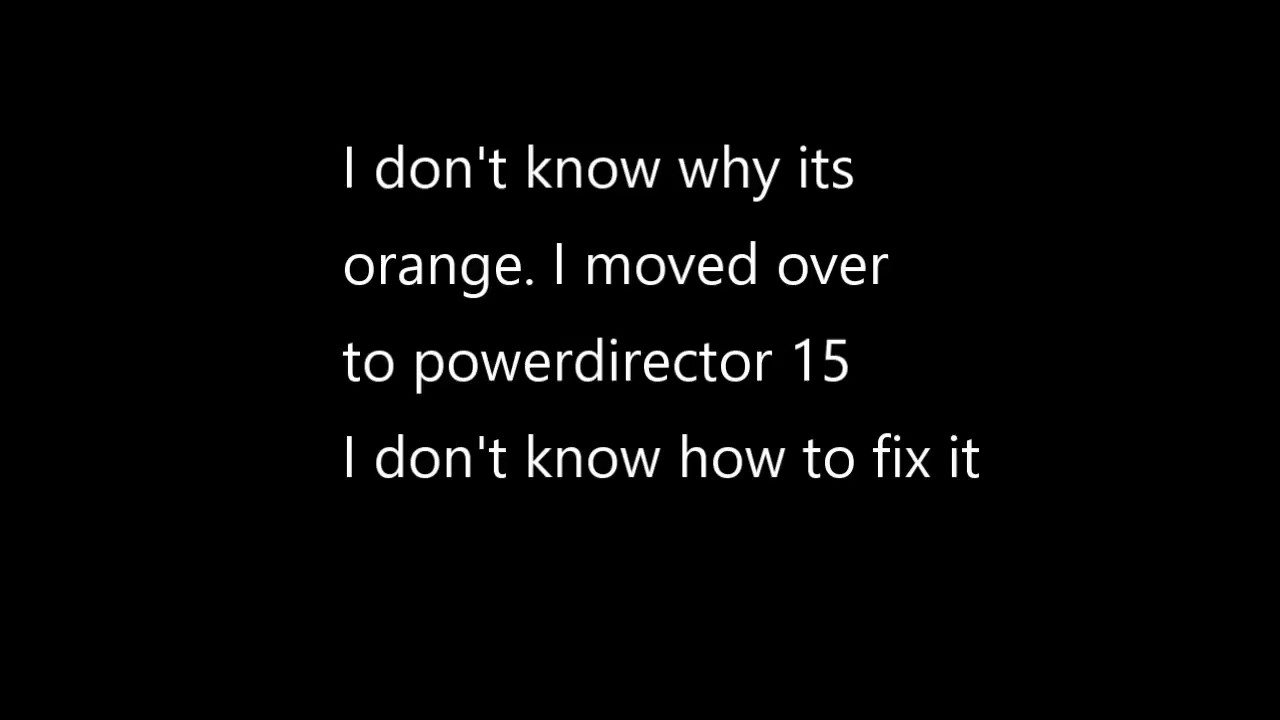 I don't know why its
orange. I moved over
to powerdirector 15
I don't know how to fix it